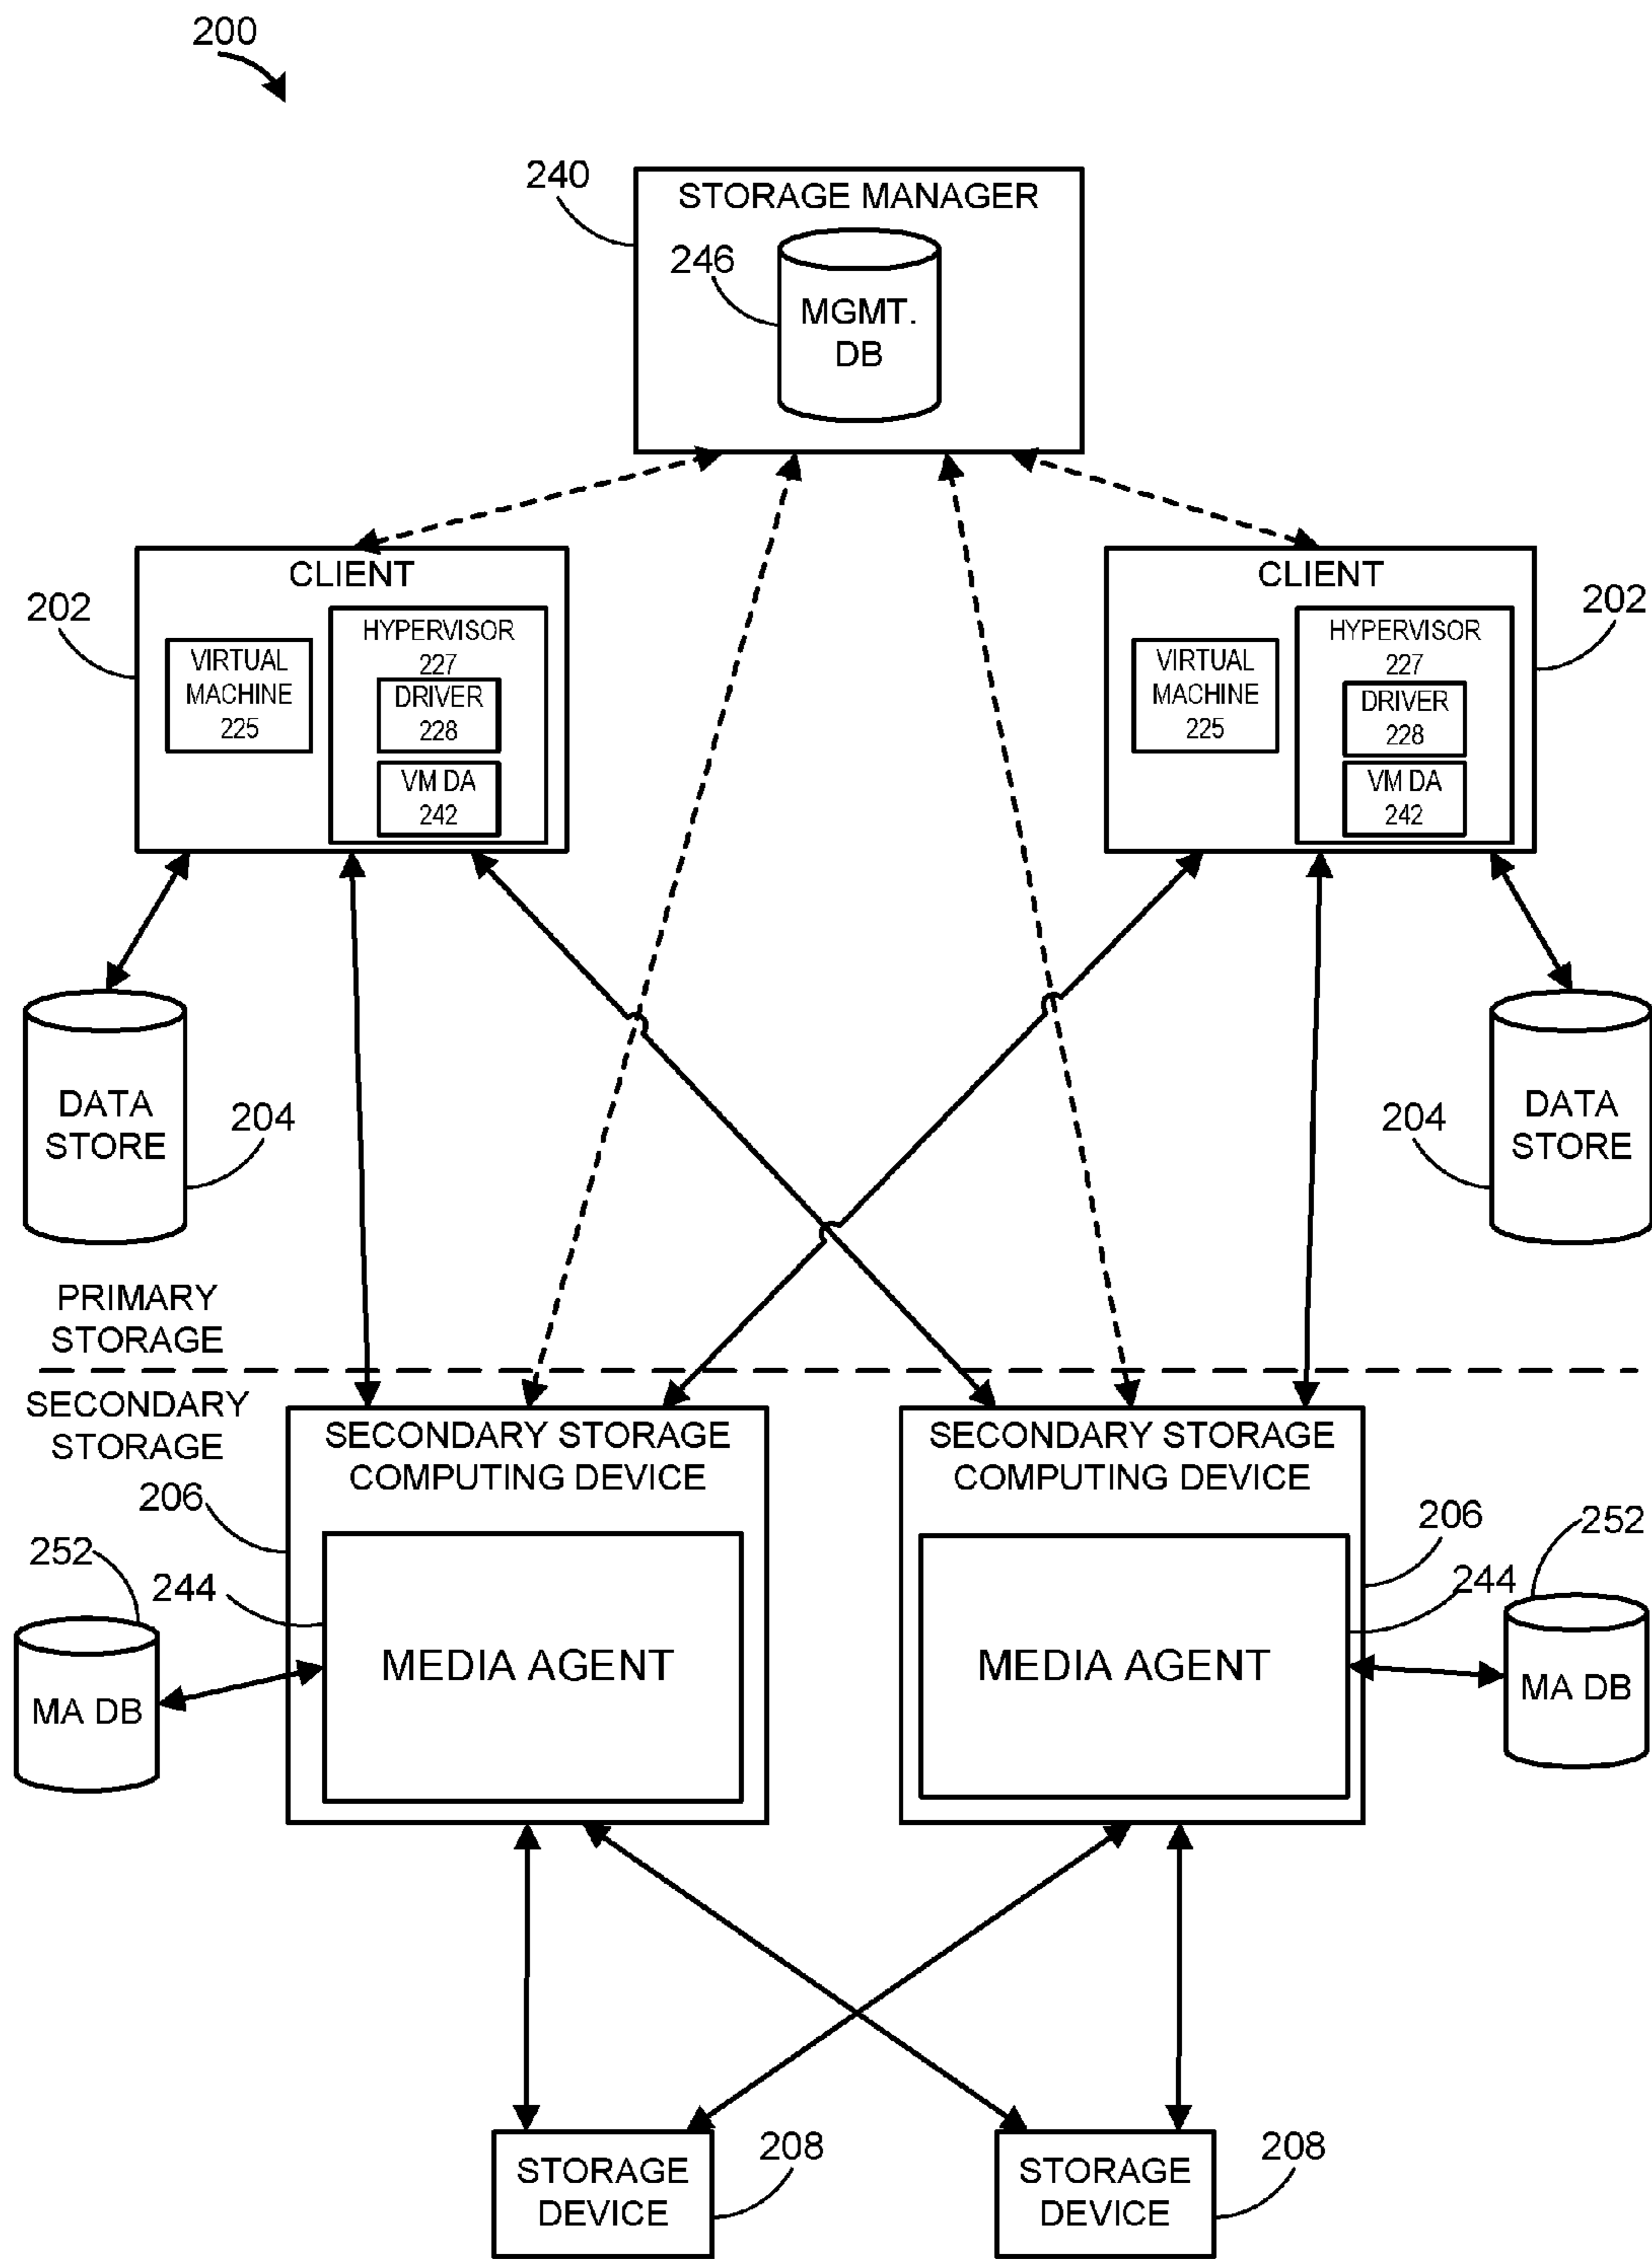 200
240
STORAGE MANAGER
246
MGMT.
DB
CLIENT
202
VIRTUAL
MACHINE
225
HYPERVISOR
227
DRIVER
228
VM DA
242
CLIENT
202
VIRTUAL
MACHINE
225
HYPERVISOR
227
DRIVER
228
VM DA
242
DATA
STORE
204
204
DATA
STORE
PRIMARY
STORAGE
SECONDARY
STORAGE
SECONDARY STORAGE
COMPUTING DEVICE
206
252
244
MEDIA AGENT
MA DB
SECONDARY STORAGE
COMPUTING DEVICE
206
252
244
MEDIA AGENT
MA DB
STORAGE
DEVICE
208
STORAGE
DEVICE
208